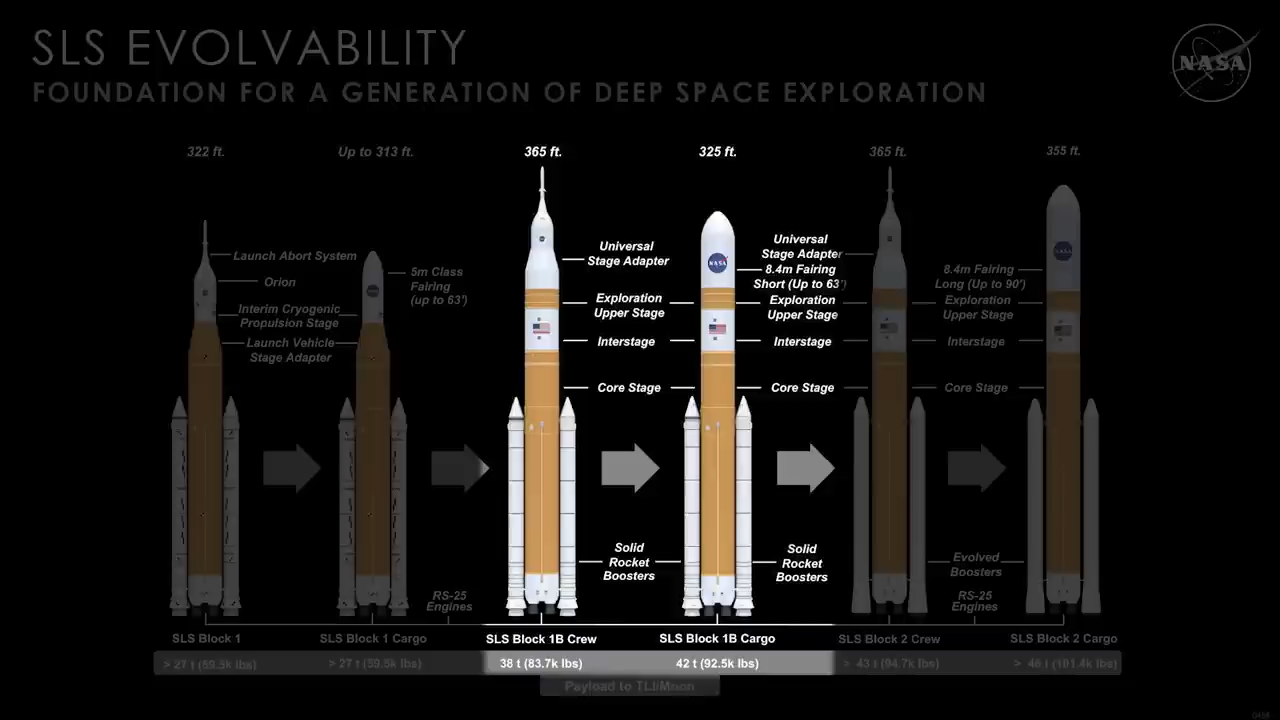 SLS EVOLVABILITY
FOUNDATION FOR A GENERATION OF DEEP SPACE EXPLORATION
NASA
322 ft.
Up to 313 ft.
365 ft.
325 ft.
365 ft.
355 ft.
Launch Abort System
Orion
Interim Cryogenic
Propulsion Stage
Launch Vehicle
Stage Adapter
5m Class
Fairing
(up to 63')
Universal
Stage Adapter
Exploration
Upper Stage
Interstage
Core Stage
Solid
Rocket
Boosters
NASA
Universal
Stage Adapter
8.4m Fairing
Short (Up to 63')
Exploration
Upper Stage
Interstage
Core Stage
Solid
Rocket
Boosters
8.4m Fairing
Long (Up to 90')
Exploration
Upper Stage
Interstage
Core Stage
Evolved
Boosters
NASA
RS-25
Engines
RS-25
Engines
SLS Block 1
SLS Block 1 Cargo
SLS Block 1B Crew
SLS Block 1B Cargo
SLS Block 2 Crew
SLS Block 2 Cargo
> 27 t (59.5k lbs)
> 27 t (59.5k lbs)
38 t (83.7k lbs)
42 t (92.5k lbs)
> 43 t (94.7k lbs)
> 46 t (101.4k lbs)
Payload to TLI/Moon